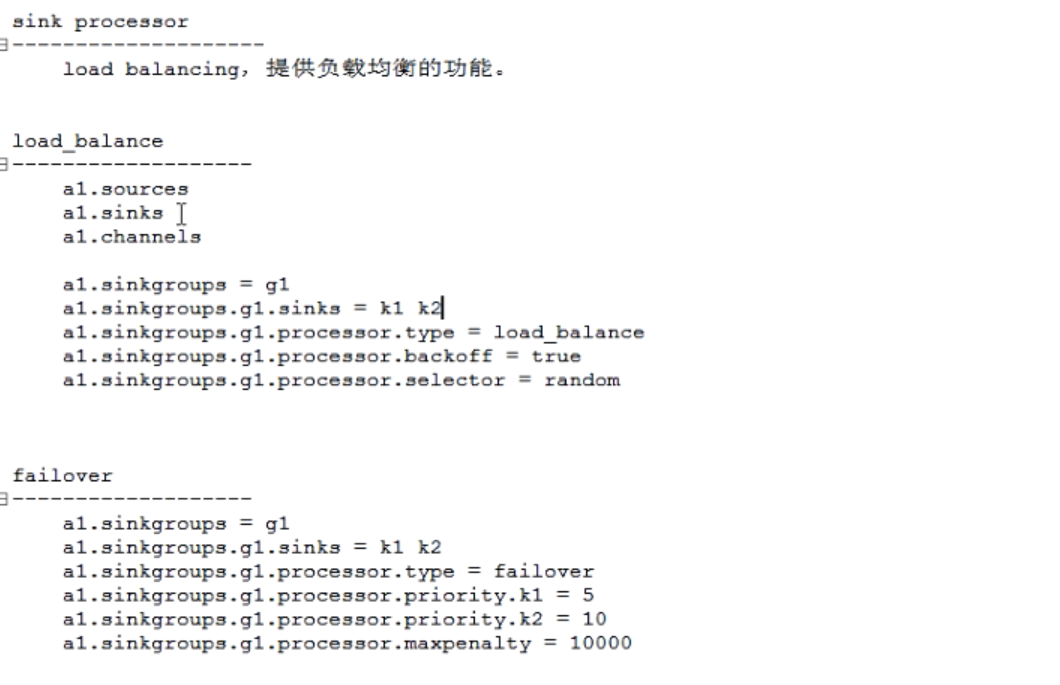 sink processor
--------------------
load balancing, 提供负载均衡的功能。
load_balance
-------------------
a1.sources
a1.sinks
a1.channels
a1.sinkgroups = g1
a1.sinkgroups.g1.sinks = k1 k2
a1.sinkgroups.g1.processor.type = load_balance
a1.sinkgroups.g1.processor.backoff = true
a1.sinkgroups.g1.processor.selector = random
failover
-------------------
a1.sinkgroups = g1
a1.sinkgroups.g1.sinks = k1 k2
a1.sinkgroups.g1.processor.type = failover
a1.sinkgroups.g1.processor.priority.k1 = 5
a1.sinkgroups.g1.processor.priority.k2 = 10
a1.sinkgroups.g1.processor.maxpenalty = 10000